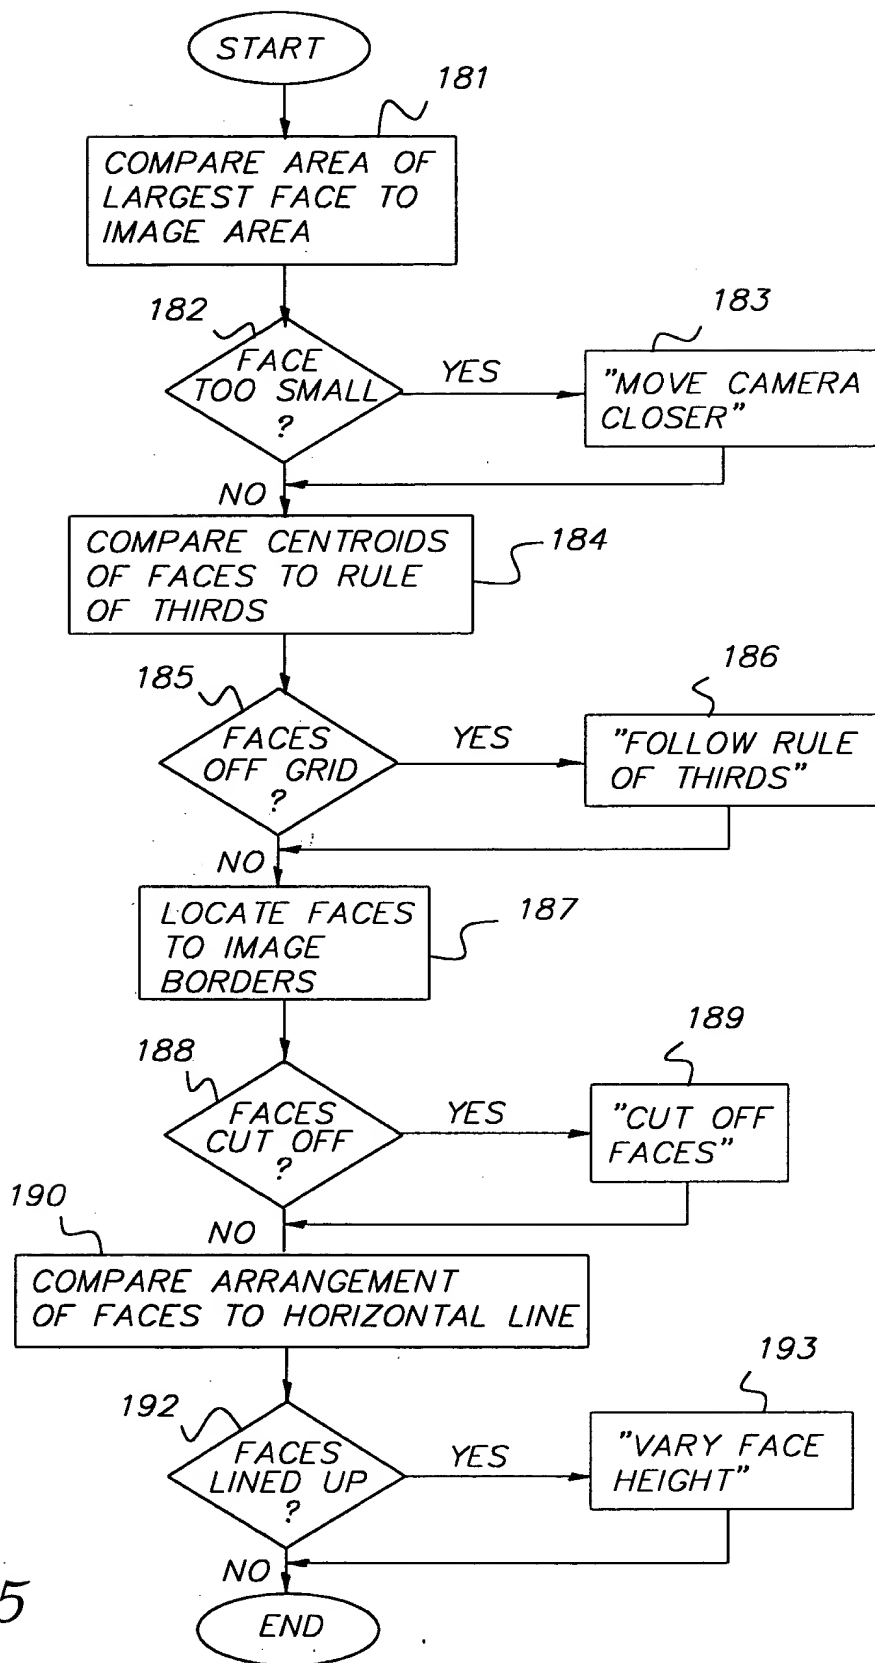 START
181
COMPARE AREA OF
LARGEST FACE TO
IMAGE AREA
182
FACE
TOO SMALL
?
YES
183
"MOVE CAMERA
CLOSER"
NO
COMPARE CENTROIDS
OF FACES TO RULE
OF THIRDS
184
185
FACES
OFF GRID
?
YES
186
"FOLLOW RULE
OF THIRDS"
NO
LOCATE FACES
TO IMAGE
BORDERS
187
188
FACES
CUT OFF
?
YES
189
"CUT OFF
FACES"
NO
190
COMPARE ARRANGEMENT
OF FACES TO HORIZONTAL LINE
192
FACES
LINED UP
?
YES
193
"VARY FACE
HEIGHT"
NO
END
5